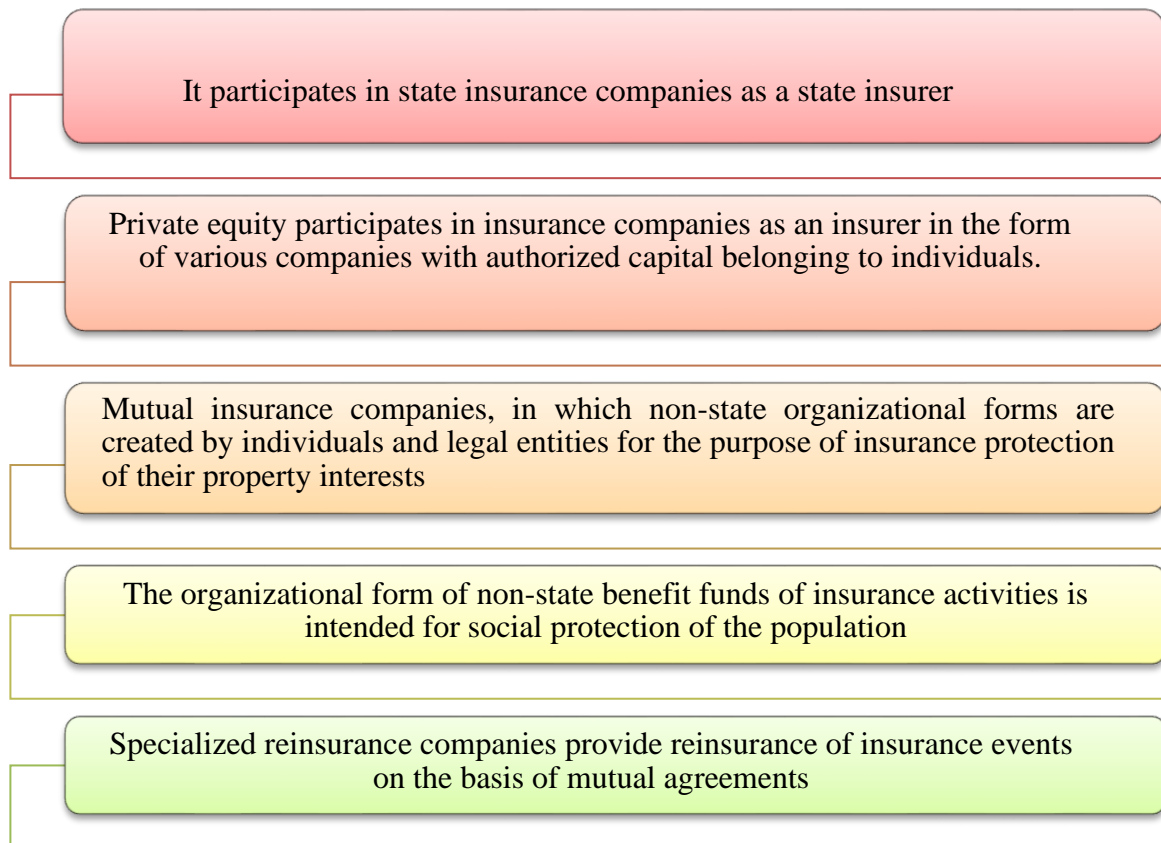 It participates in state insurance companies as a state insurer
Private equity participates in insurance companies as an insurer in the form
of various companies with authorized capital belonging to individuals.
Mutual insurance companies, in which non-state organizational forms are
created by individuals and legal entities for the purpose of insurance protection
of their property interests
The organizational form of non-state benefit funds of insurance activities is
intended for social protection of the population
Specialized reinsurance companies provide reinsurance of insurance events
on the basis of mutual agreements